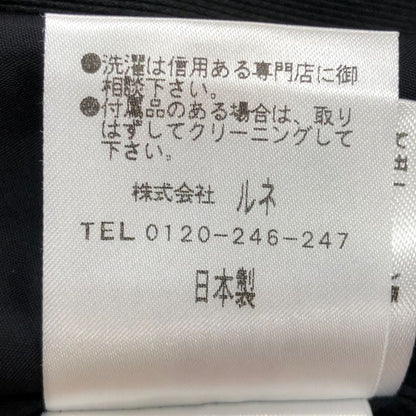 ●洗濯は信用ある専門店に御
相談下さい。
●付属品のある場合は、取り
はずしてクリーニングして
下さい。
株式会社 ルネ
TEL 0120-246-247
日本製